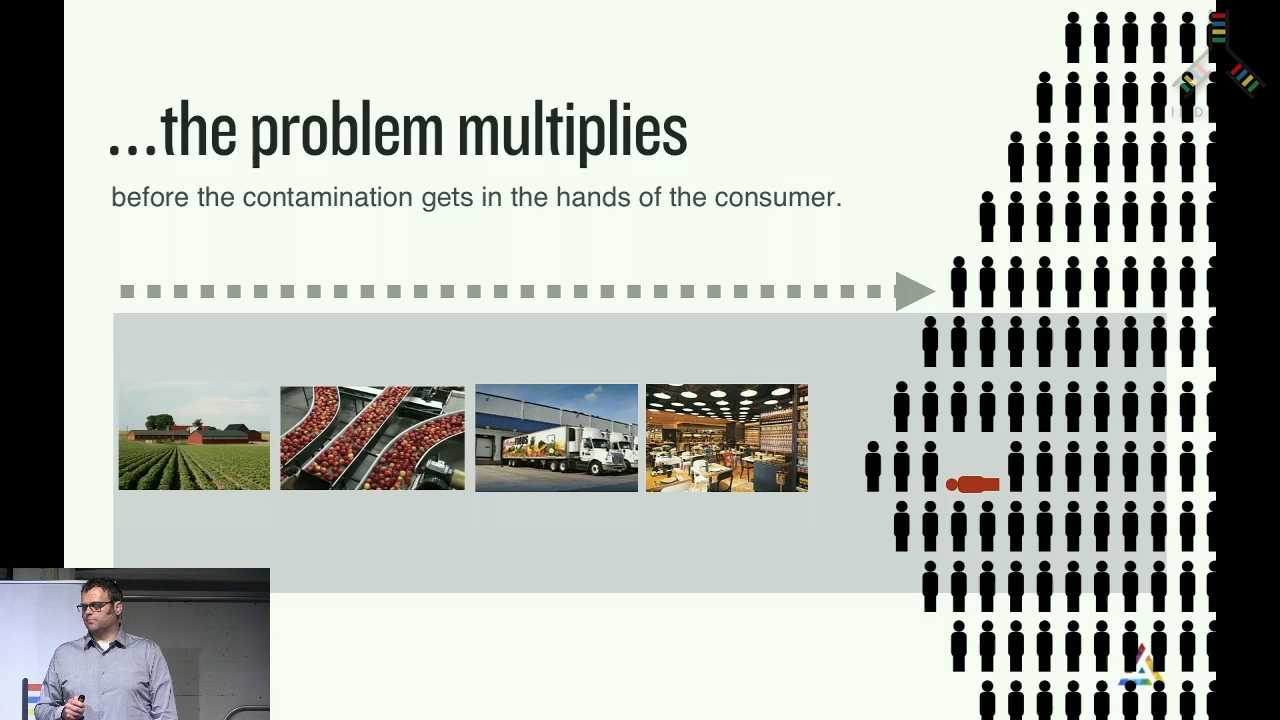 ...the problem multiplies
before the contamination gets in the hands of the consumer.